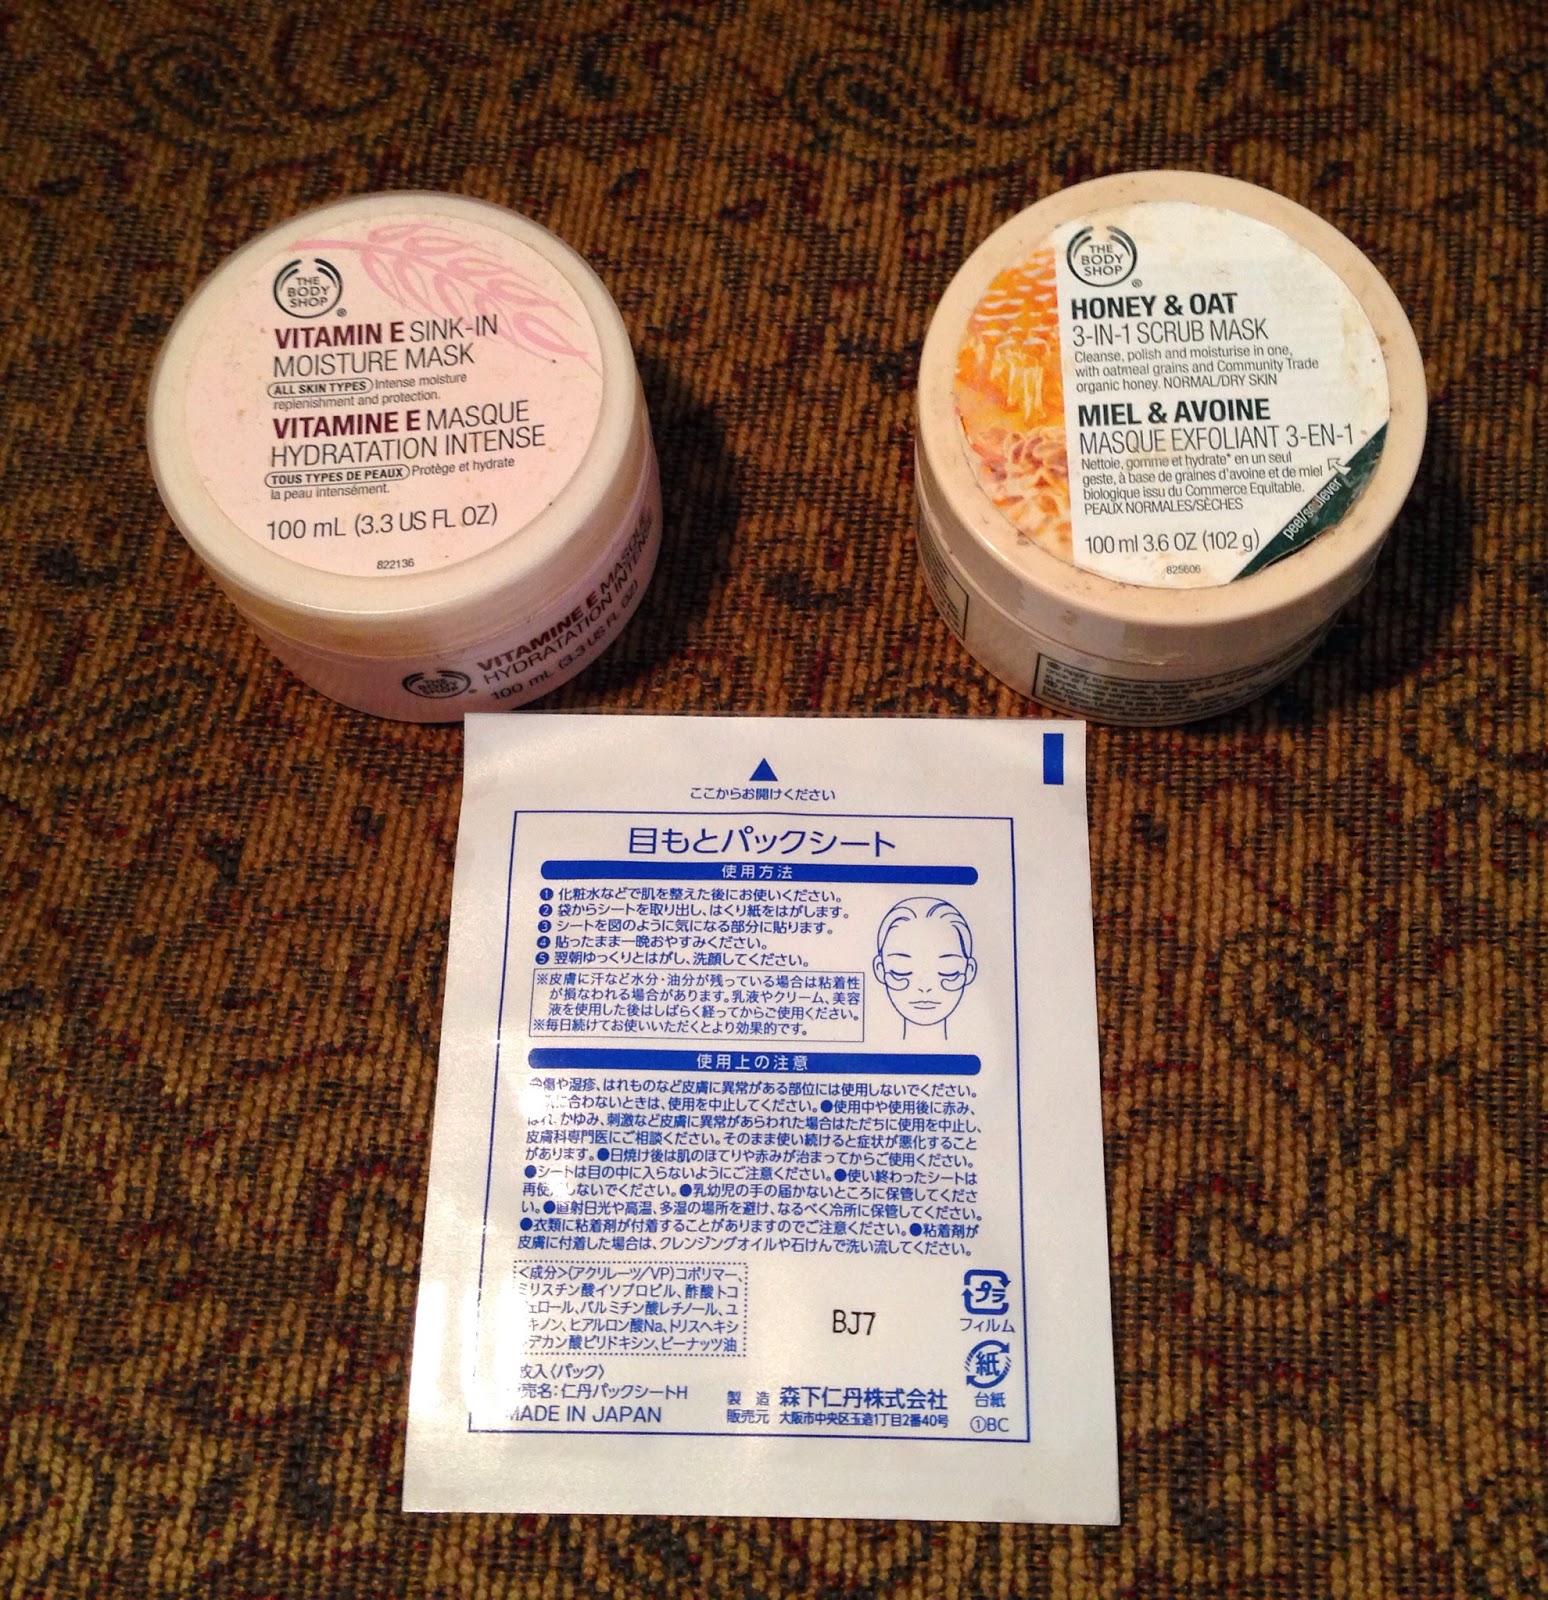 THE
BODY
SHOP®
VITAMIN E SINK-IN
MOISTURE MASK
ALL SKIN TYPES Intense moisture
replenishment and protection.
VITAMINE E MASQUE
HYDRATATION INTENSE
TOUS TYPES DE PEAUX Protège et hydrate
la peau intensément.
100 mL (3.3 US FL OZ)
822136
VITAMINE E MASQUE
HYDRATATION INTENSE
100 mL (3.3 US FL OZ)
THE
BODY
SHOP®
HONEY & OAT
3-IN-1 SCRUB MASK
Cleanse, polish and moisturise in one,
with oatmeal grains and Community Trade
organic honey. NORMAL/DRY SKIN
MIEL & AVOINE
MASQUE EXFOLIANT 3-EN-1
Nettoie, gomme et hydrate* en un seul
geste, à base de graines d'avoine et de miel
biologique issu du Commerce Equitable.
PEAUX NORMALES/SÈCHES
100 ml 3.6 OZ (102 g)
825606
peel/soulever
ここからお開けください
目もとパックシート
使用方法
❶ 化粧水などで肌を整えた後にお使いください。
❷ 袋からシートを取り出し、はくり紙をはがします。
❸ シートを図のように気になる部分に貼ります。
❹ 貼ったまま一晩おやすみください。
❺ 翌朝ゆっくりとはがし、洗顔してください。
※皮膚に汗など水分・油分が残っている場合は粘着性
が損なわれる場合があります。乳液やクリーム、美容
液を使用した後はしばらく経ってからご使用ください。
※毎日続けてお使いいただくとより効果的です。
使用上の注意
傷や湿疹、はれものなど皮膚に異常がある部位には使用しないでください。
に合わないときは、使用を中止してください。●使用中や使用後に赤み、
はれ、かゆみ、刺激など皮膚に異常があらわれた場合はただちに使用を中止し、
皮膚科専門医にご相談ください。そのまま使い続けると症状が悪化すること
があります。●日焼け後は肌のほてりや赤みが治まってからご使用ください。
●シートは目の中に入らないようにご注意ください。●使い終わったシートは
再使 しないでください。●乳幼児の手の届かないところに保管してくださ
い。●直射日光や高温、多湿の場所を避け、なるべく冷所に保管してください。
●衣類に粘着剤が付着することがありますのでご注意ください。●粘着剤が
皮膚に付着した場合は、クレンジングオイルや石けんで洗い流してください。
<成分>(アクリレーツ/VP)コポリマー、
ミリスチン酸イソプロピル、酢酸トコ
フェロール、パルミチン酸レチノール、ユ
キノン、ヒアルロン酸Na、トリスヘキシ
デカン酸ピリドキシン、ピーナッツ油
BJ7
プラ
フィルム
紙
台紙
①BC
枚入〈パック〉
売名:仁丹パックシートH
MADE IN JAPAN
製造
販売元
森下仁丹株式会社
大阪市中央区玉造1丁目2番40号